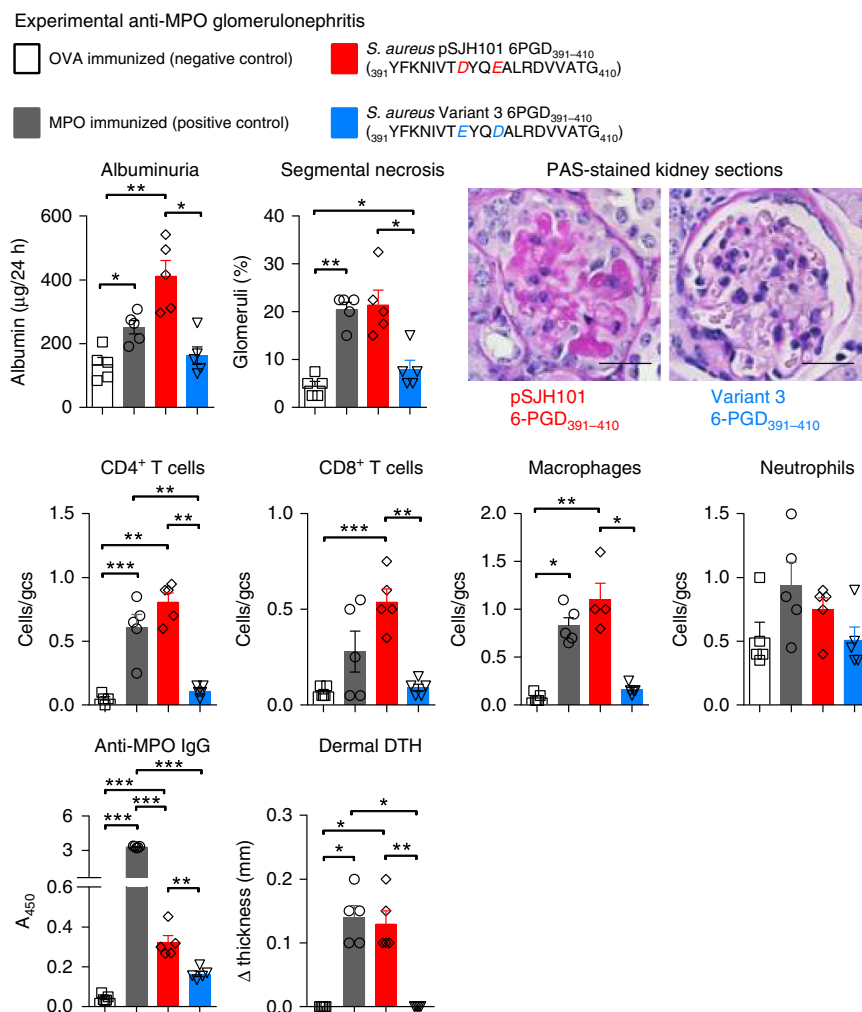 Experimental anti-MPO glomerulonephritis
OVA immunized (negative control)
S. aureus pSJH101 6PGD391–410
(391YFKNIVTDYQEALRDVVATG410)
MPO immunized (positive control)
S. aureus Variant 3 6PGD391–410
(391YFKNIVTEYQDALRDVVATG410)
Albuminuria
Albumin (μg/24 h)
600
400
200
0
*
**
*
Segmental necrosis
Glomeruli (%)
40
30
20
10
0
**
*
*
PAS-stained kidney sections
pSJH101
6-PGD391–410
Variant 3
6-PGD391–410
CD4+ T cells
Cells/gcs
1.5
1.0
0.5
0.0
**
**
**
***
CD8+ T cells
Cells/gcs
1.0
0.5
0.0
***
**
Macrophages
Cells/gcs
2.0
1.5
1.0
0.5
0.0
**
*
*
Neutrophils
Cells/gcs
1.5
1.0
0.5
0.0
Anti-MPO IgG
A450
6
3
0.6
0.4
0.2
0.0
***
***
***
***
**
Dermal DTH
Δ thickness (mm)
0.3
0.2
0.1
0.0
*
*
*
**